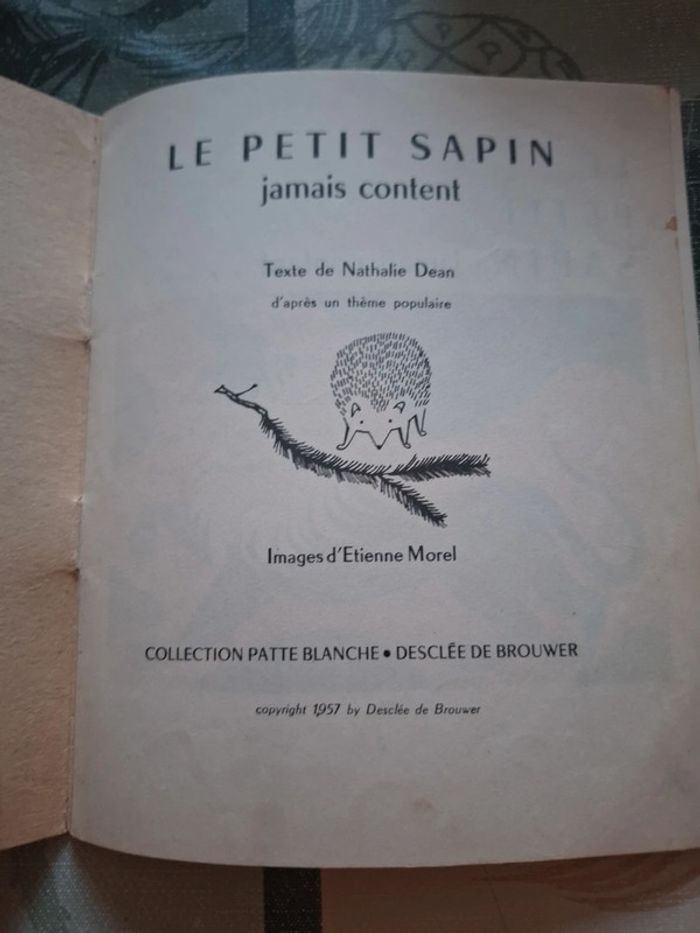 LE PETIT SAPIN
jamais content
Texte de Nathalie Dean
d'après un thème populaire
Images d'Etienne Morel
COLLECTION PATTE BLANCHE • DESCLÉE DE BROUWER
copyright 1957 by Desclée de Brouwer